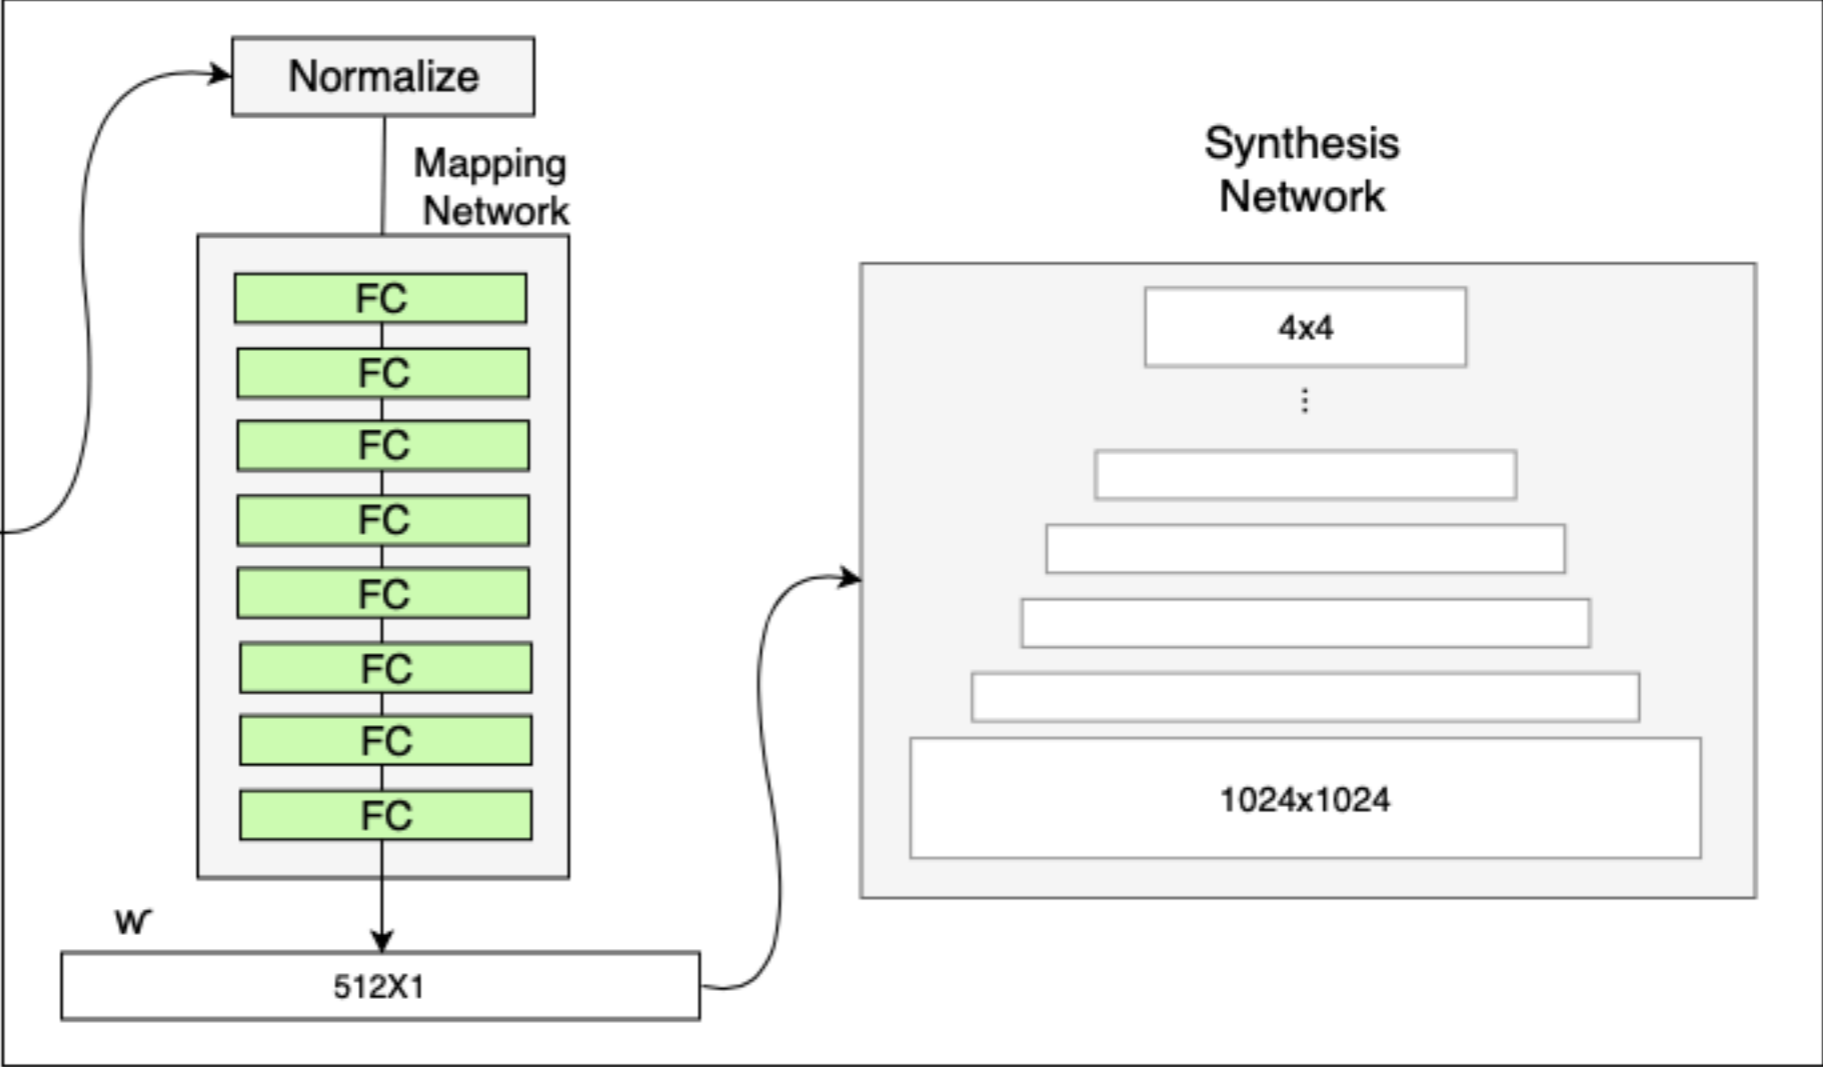 Normalize
Mapping
Network
FC
FC
FC
FC
FC
FC
FC
FC
w
512X1
Synthesis
Network
4x4
⋮
1024x1024